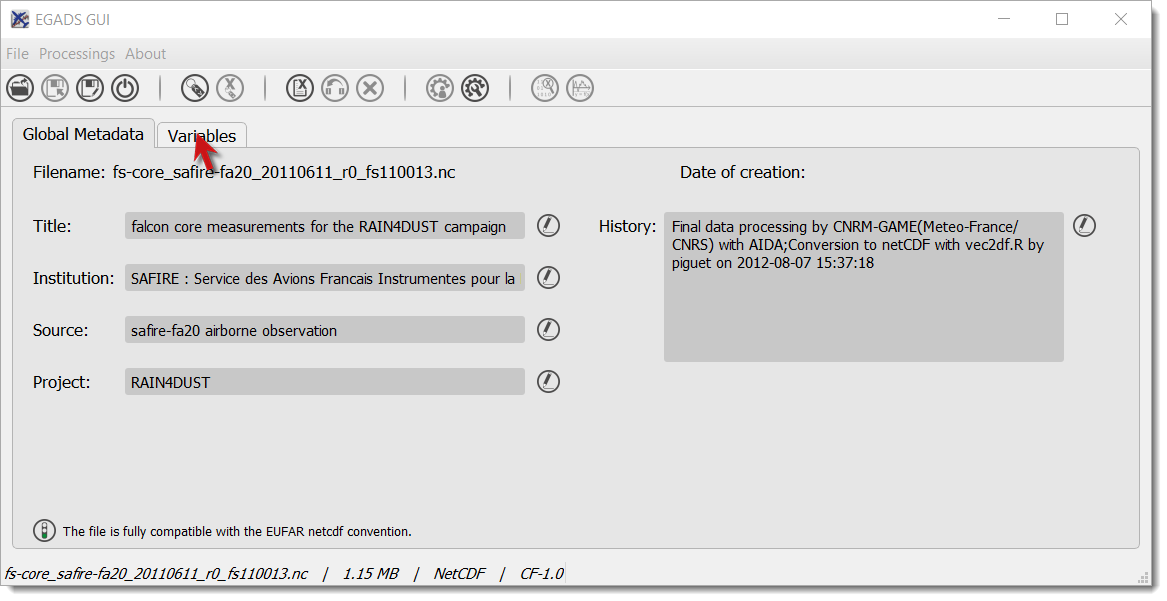 EGADS GUI
File Processings About
Global Metadata Variables
Filename: fs-core_safire-fa20_20110611_r0_fs110013.nc Date of creation:
Title: falcon core measurements for the RAIN4DUST campaign
History: Final data processing by CNRM-GAME(Meteo-France/
CNRS) with AIDA;Conversion to netCDF with vec2df.R by
piguet on 2012-08-07 15:37:18
Institution: SAFIRE : Service des Avions Francais Instrumentes pour la
Source: safire-fa20 airborne observation
Project: RAIN4DUST
The file is fully compatible with the EUFAR netcdf convention.
fs-core_safire-fa20_20110611_r0_fs110013.nc | 1.15 MB | NetCDF | CF-1.0